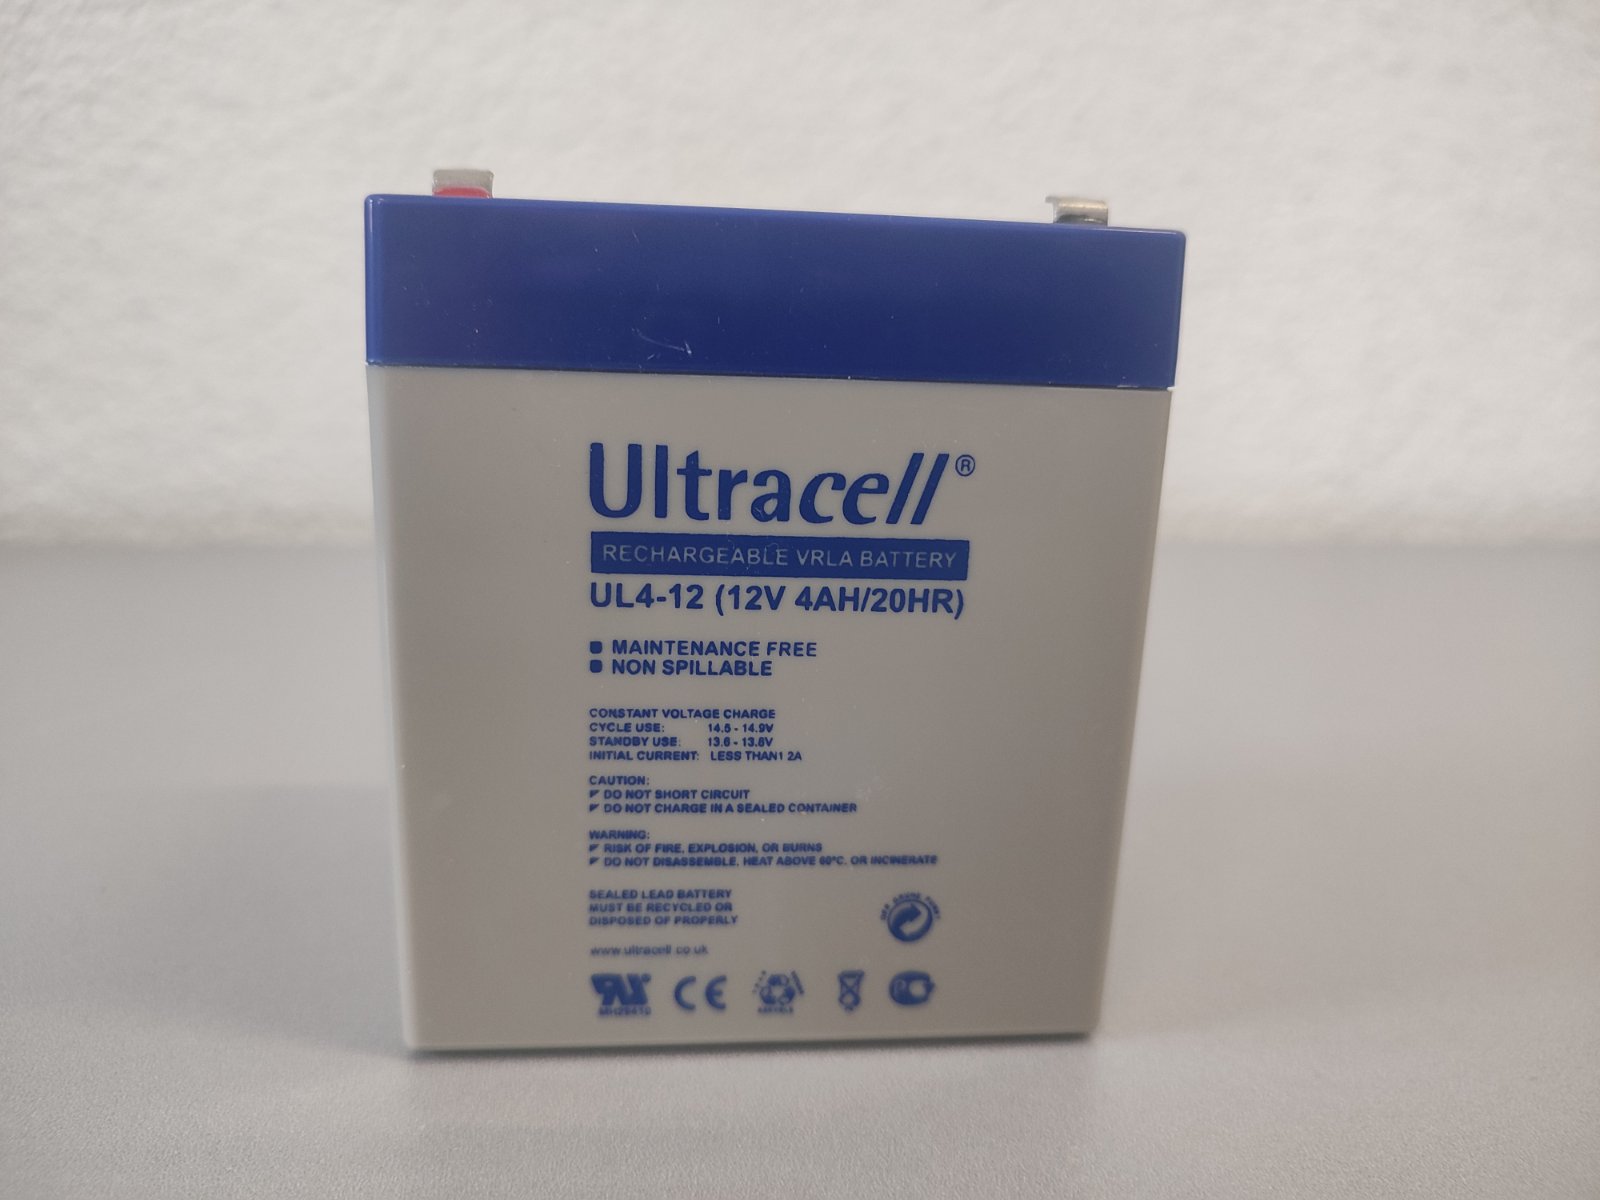 Ultracell®
RECHARGEABLE VRLA BATTERY
UL4-12 (12V 4AH/20HR)
MAINTENANCE FREE
NON SPILLABLE
CONSTANT VOLTAGE CHARGE
CYCLE USE: 14.5 - 14.9V
STANDBY USE: 13.6 - 13.8V
INITIAL CURRENT: LESS THAN1 2A
CAUTION:
DO NOT SHORT CIRCUIT
DO NOT CHARGE IN A SEALED CONTAINER
WARNING:
RISK OF FIRE, EXPLOSION, OR BURNS
DO NOT DISASSEMBLE, HEAT ABOVE 60°C, OR INCINERATE
SEALED LEAD BATTERY
MUST BE RECYCLED OR
DISPOSED OF PROPERLY
DER GRÜNE PUNKT
www.ultracell.co.uk
CE